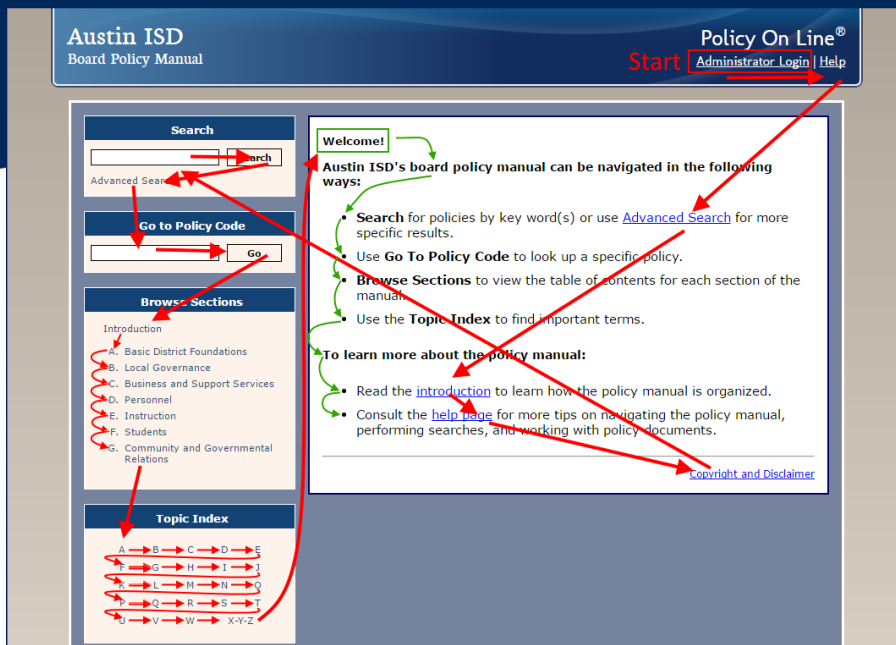 Austin ISD
Board Policy Manual
Policy On Line®
Start Administrator Login | Help
Search
Search
Advanced Search
Go to Policy Code
Go
Browse Sections
Introduction
A. Basic District Foundations
B. Local Governance
C. Business and Support Services
D. Personnel
E. Instruction
F. Students
G. Community and Governmental
Relations
Topic Index
A B C D E
F G H I J
K L M N O
P Q R S T
U V W X-Y-Z
Welcome!
Austin ISD's board policy manual can be navigated in the following
ways:
• Search for policies by key word(s) or use Advanced Search for more
specific results.
• Use Go To Policy Code to look up a specific policy.
• Browse Sections to view the table of contents for each section of the
manual.
• Use the Topic Index to find important terms.
To learn more about the policy manual:
• Read the introduction to learn how the policy manual is organized.
• Consult the help page for more tips on navigating the policy manual,
performing searches, and working with policy documents.
Copyright and Disclaimer